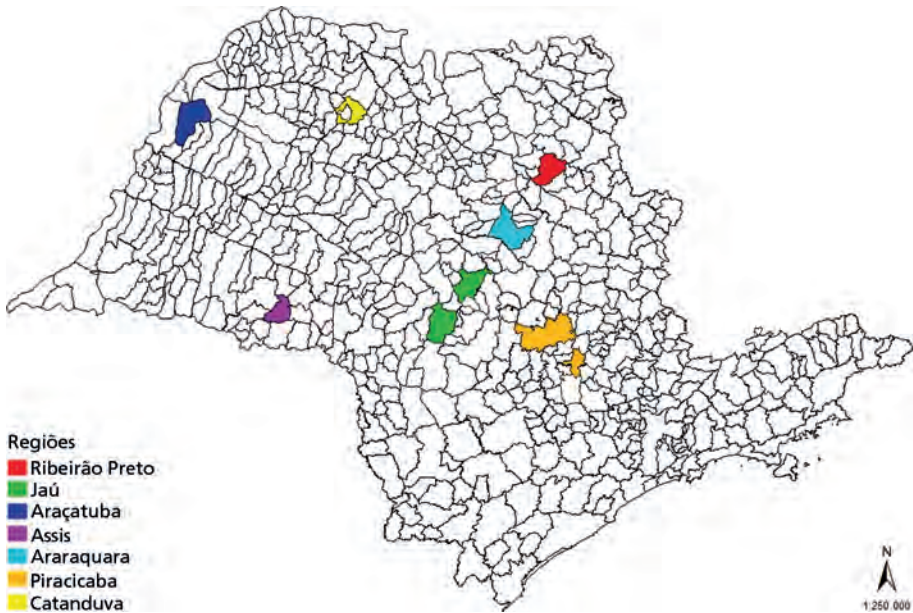 Regiões
Ribeirão Preto
Jaú
Araçatuba
Assis
Araraquara
Piracicaba
Catanduva
N
1:250.000